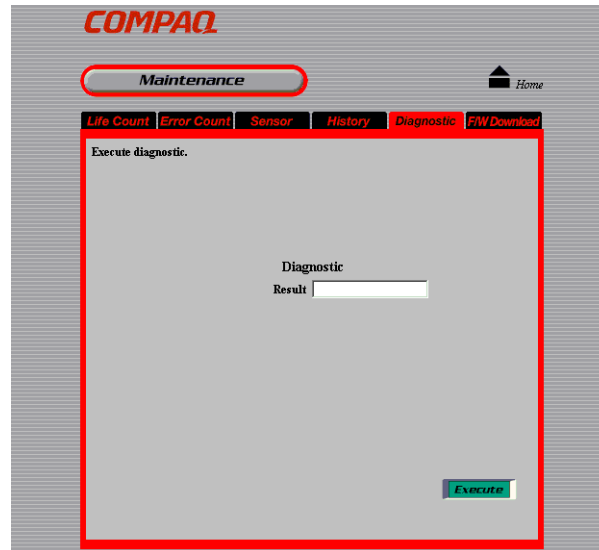 COMPAQ
Maintenance
Home
Life Count Error Count Sensor History Diagnostic F/W Download
Execute diagnostic.
Diagnostic
Result
Execute